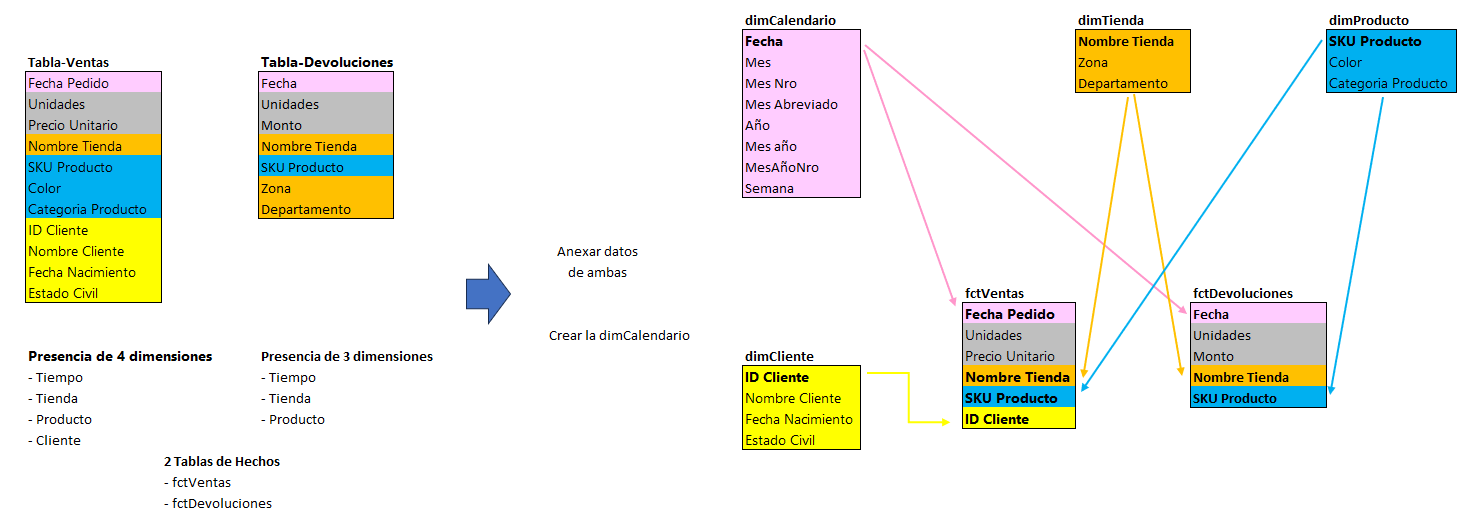 Tabla-Ventas
Fecha Pedido
Unidades
Precio Unitario
Nombre Tienda
SKU Producto
Color
Categoria Producto
ID Cliente
Nombre Cliente
Fecha Nacimiento
Estado Civil
Tabla-Devoluciones
Fecha
Unidades
Monto
Nombre Tienda
SKU Producto
Zona
Departamento
Presencia de 4 dimensiones
- Tiempo
- Tienda
- Producto
- Cliente
Presencia de 3 dimensiones
- Tiempo
- Tienda
- Producto
2 Tablas de Hechos
- fctVentas
- fctDevoluciones
Anexar datos
de ambas
Crear la dimCalendario
dimCalendario
Fecha
Mes
Mes Nro
Mes Abreviado
Año
Mes año
MesAñoNro
Semana
dimTienda
Nombre Tienda
Zona
Departamento
dimProducto
SKU Producto
Color
Categoria Producto
dimCliente
ID Cliente
Nombre Cliente
Fecha Nacimiento
Estado Civil
fctVentas
Fecha Pedido
Unidades
Precio Unitario
Nombre Tienda
SKU Producto
ID Cliente
fctDevoluciones
Fecha
Unidades
Monto
Nombre Tienda
SKU Producto